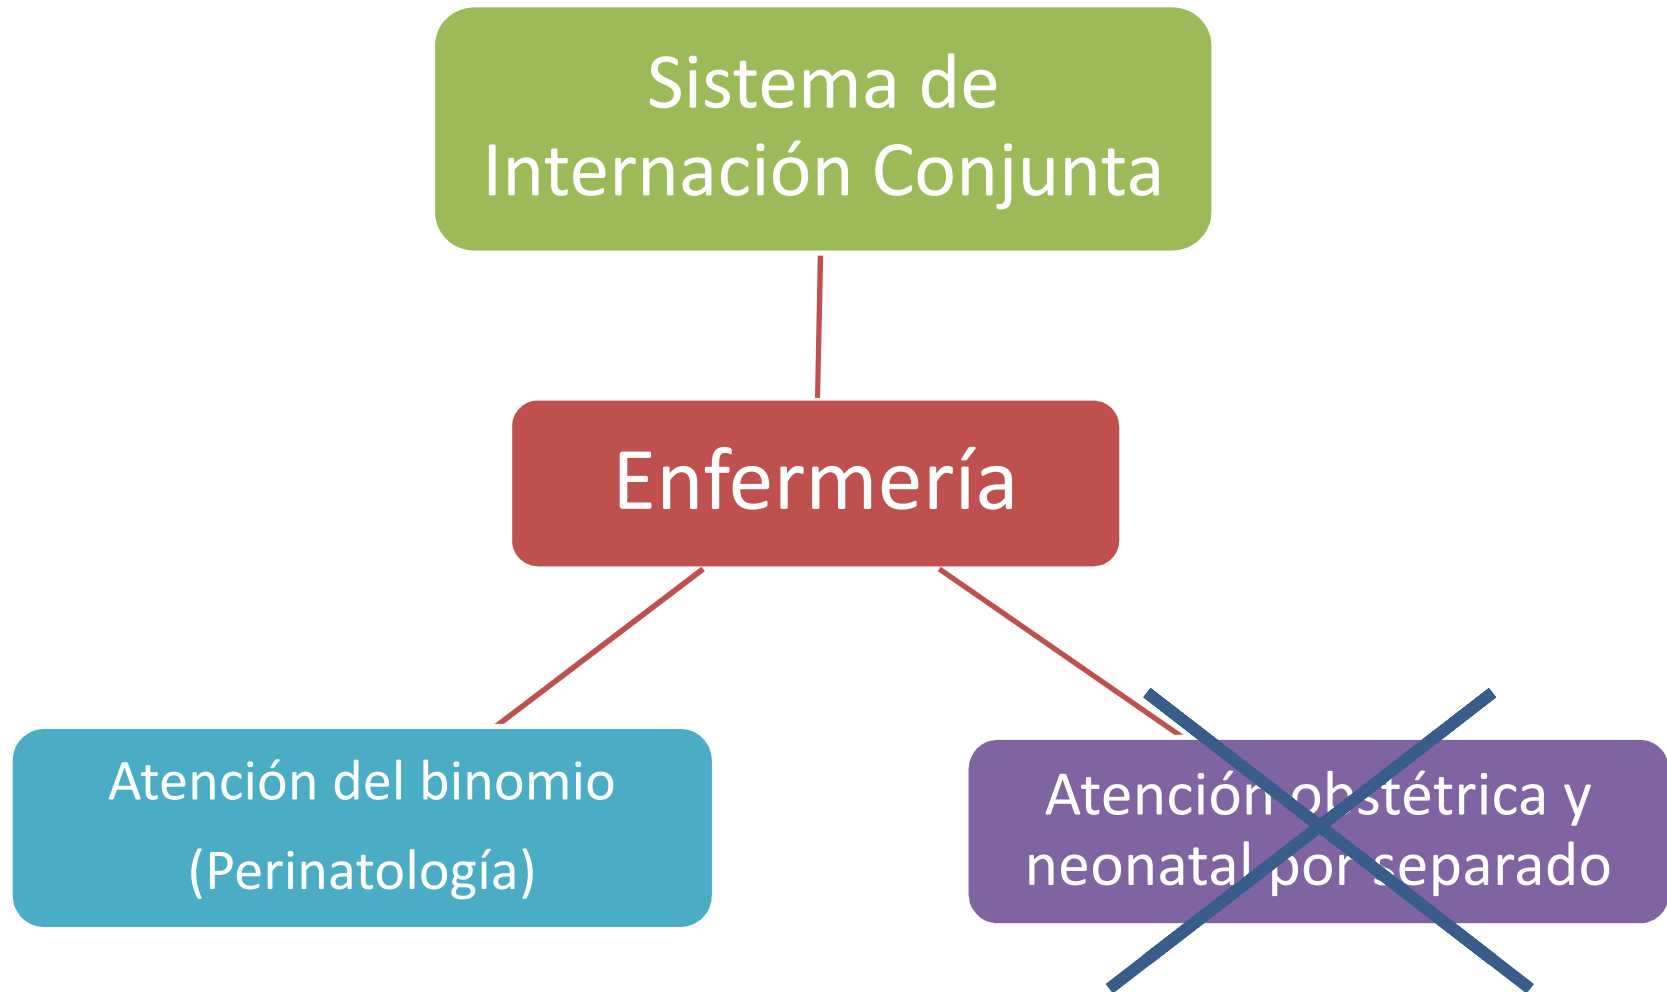 Sistema de
Internación Conjunta
Enfermería
Atención del binomio
(Perinatología)
Atención obstétrica y
neonatal por separado